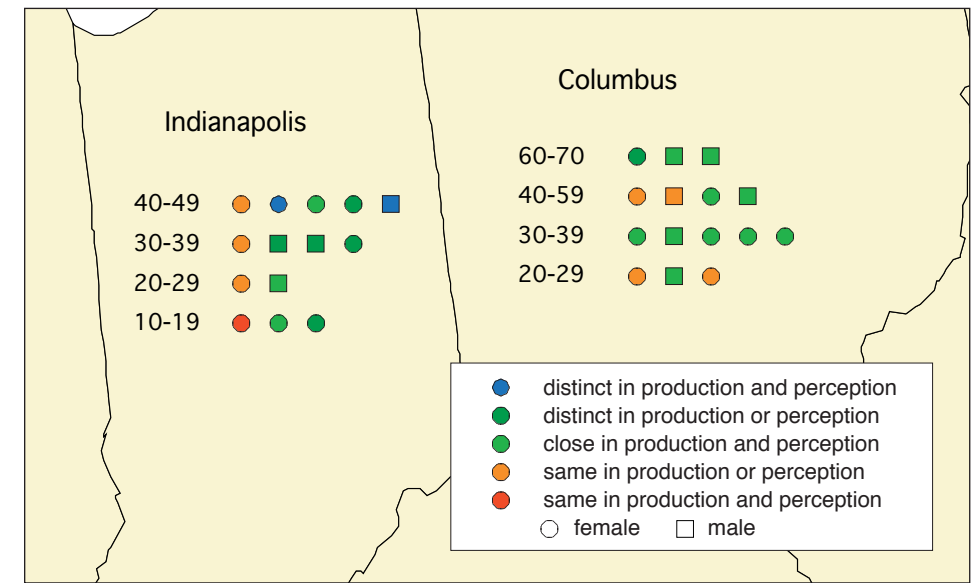 Columbus
Indianapolis
60-70
40-59
30-39
20-29
40-49
30-39
20-29
10-19
distinct in production and perception
distinct in production or perception
close in production and perception
same in production or perception
same in production and perception
female male